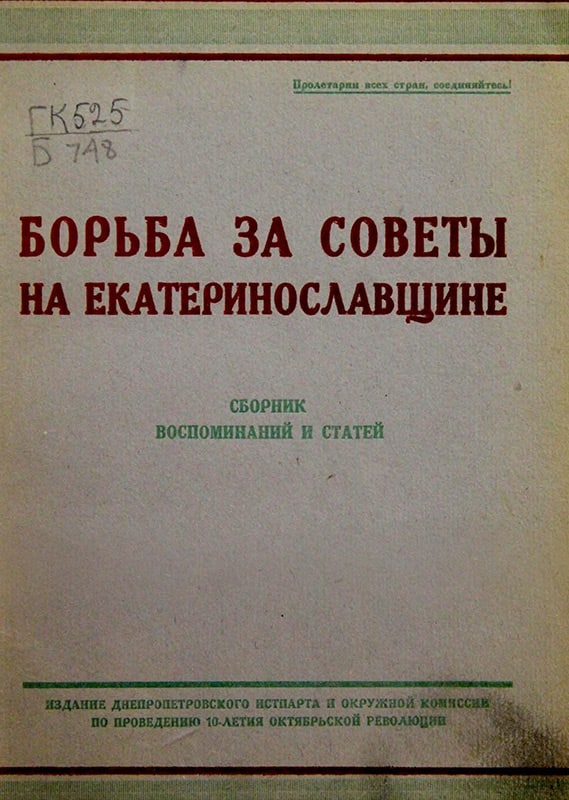 Пролетарии всех стран, соединяйтесь!
ГК525
Б 748
БОРЬБА ЗА СОВЕТЫ
НА ЕКАТЕРИНОСЛАВЩИНЕ
СБОРНИК
ВОСПОМИНАНИЙ И СТАТЕЙ
ИЗДАНИЕ ДНЕПРОПЕТРОВСКОГО ИСТПАРТА И ОКРУЖНОЙ КОМИССИИ
ПО ПРОВЕДЕНИЮ 10-ЛЕТИЯ ОКТЯБРЬСКОЙ РЕВОЛЮЦИИ